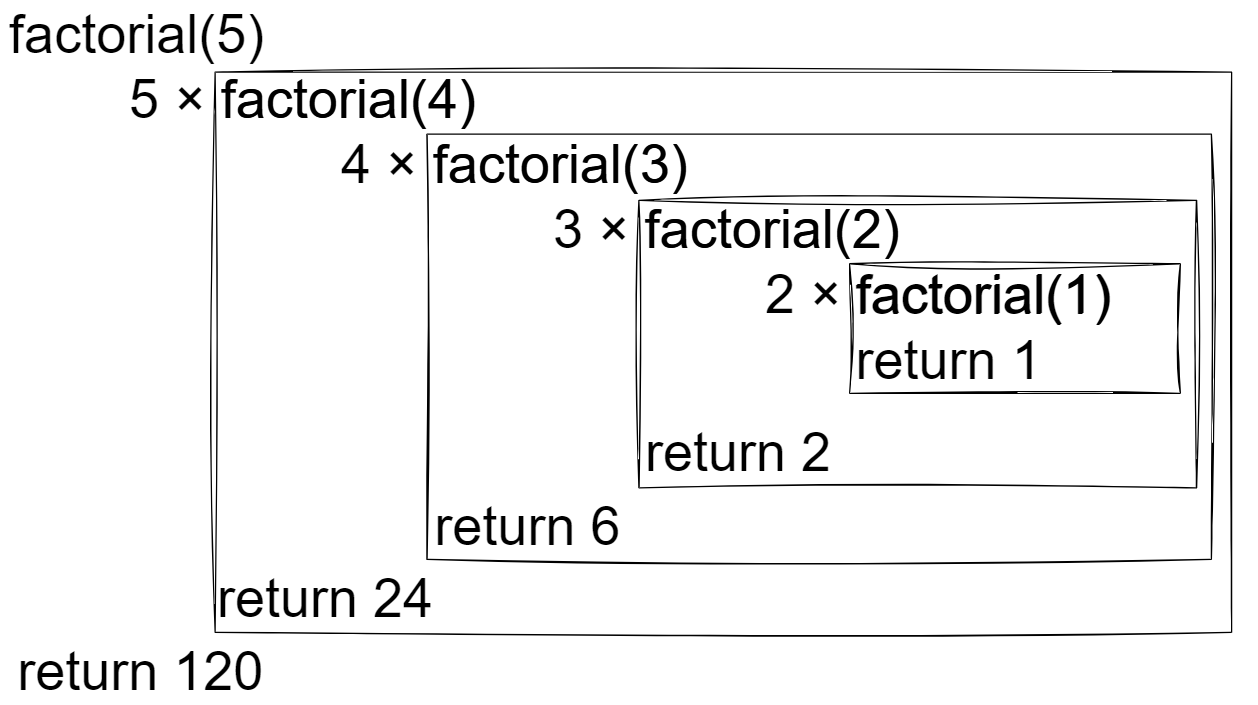 factorial(5)
5 × factorial(4)
4 × factorial(3)
3 × factorial(2)
2 × factorial(1)
return 1
return 2
return 6
return 24
return 120